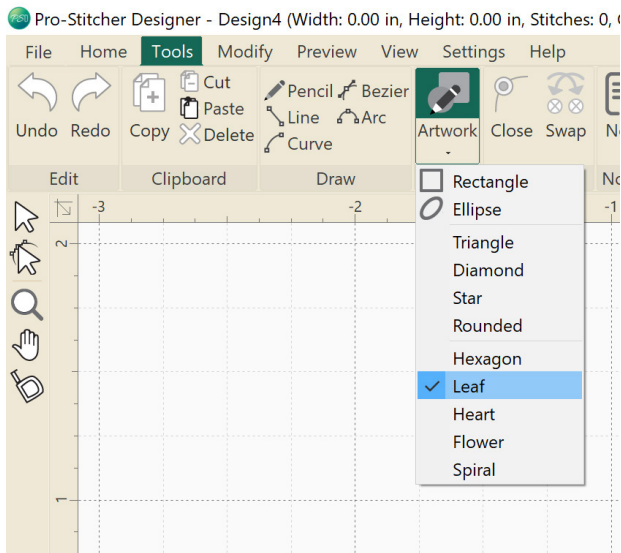 Pro-Stitcher Designer - Design4 (Width: 0.00 in, Height: 0.00 in, Stitches: 0,
File Home Tools Modify Preview View Settings Help
Undo Redo Copy Cut Paste Delete
Pencil Bezier
Line Arc
Curve
Artwork Close Swap
Edit Clipboard Draw
Rectangle
Ellipse
Triangle
Diamond
Star
Rounded
Hexagon
Leaf
Heart
Flower
Spiral
-3 -2 -1
2
1